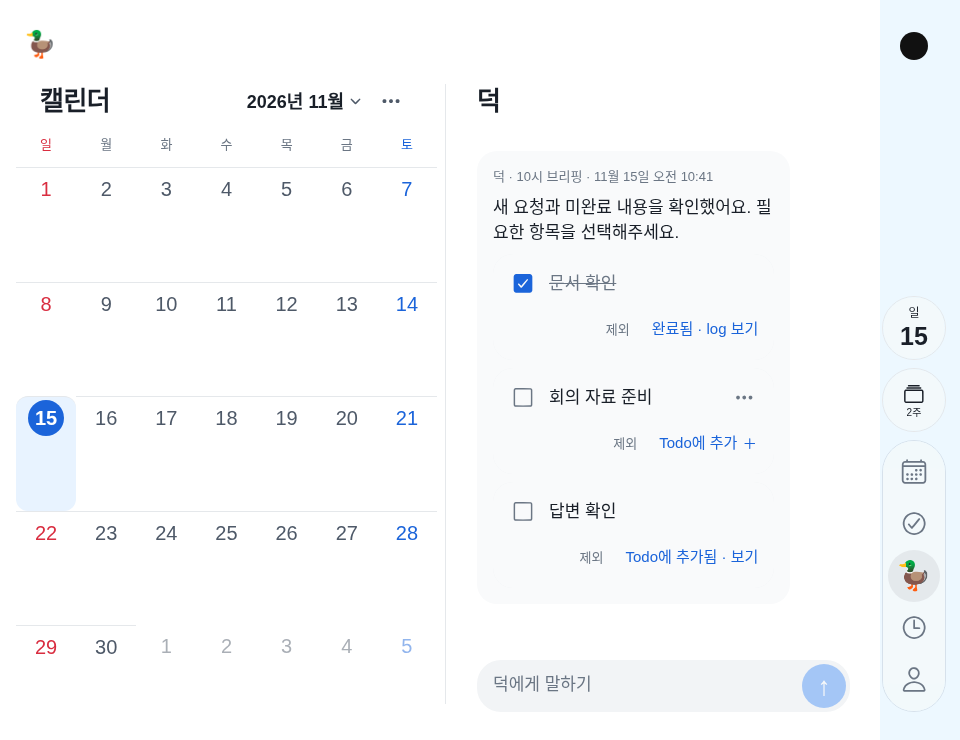 캘린더
2026년 11월
일 월 화 수 목 금 토
1 2 3 4 5 6 7
8 9 10 11 12 13 14
15 16 17 18 19 20 21
22 23 24 25 26 27 28
29 30 1 2 3 4 5
덕
덕 · 10시 브리핑 · 11월 15일 오전 10:41
새 요청과 미완료 내용을 확인했어요. 필
요한 항목을 선택해주세요.
문서 확인
제외 완료됨 · log 보기
회의 자료 준비
제외 Todo에 추가
답변 확인
제외 Todo에 추가됨 · 보기
덕에게 말하기
일
15
2주